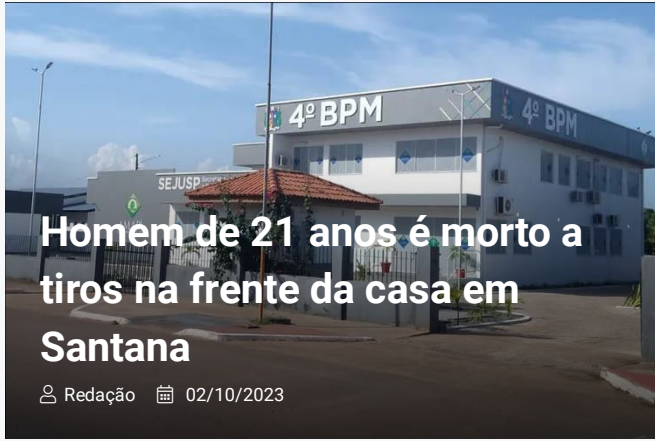 4º BPM
4º BPM
SEJUSP
Homem de 21 anos é morto a
tiros na frente da casa em
Santana
Redação 02/10/2023